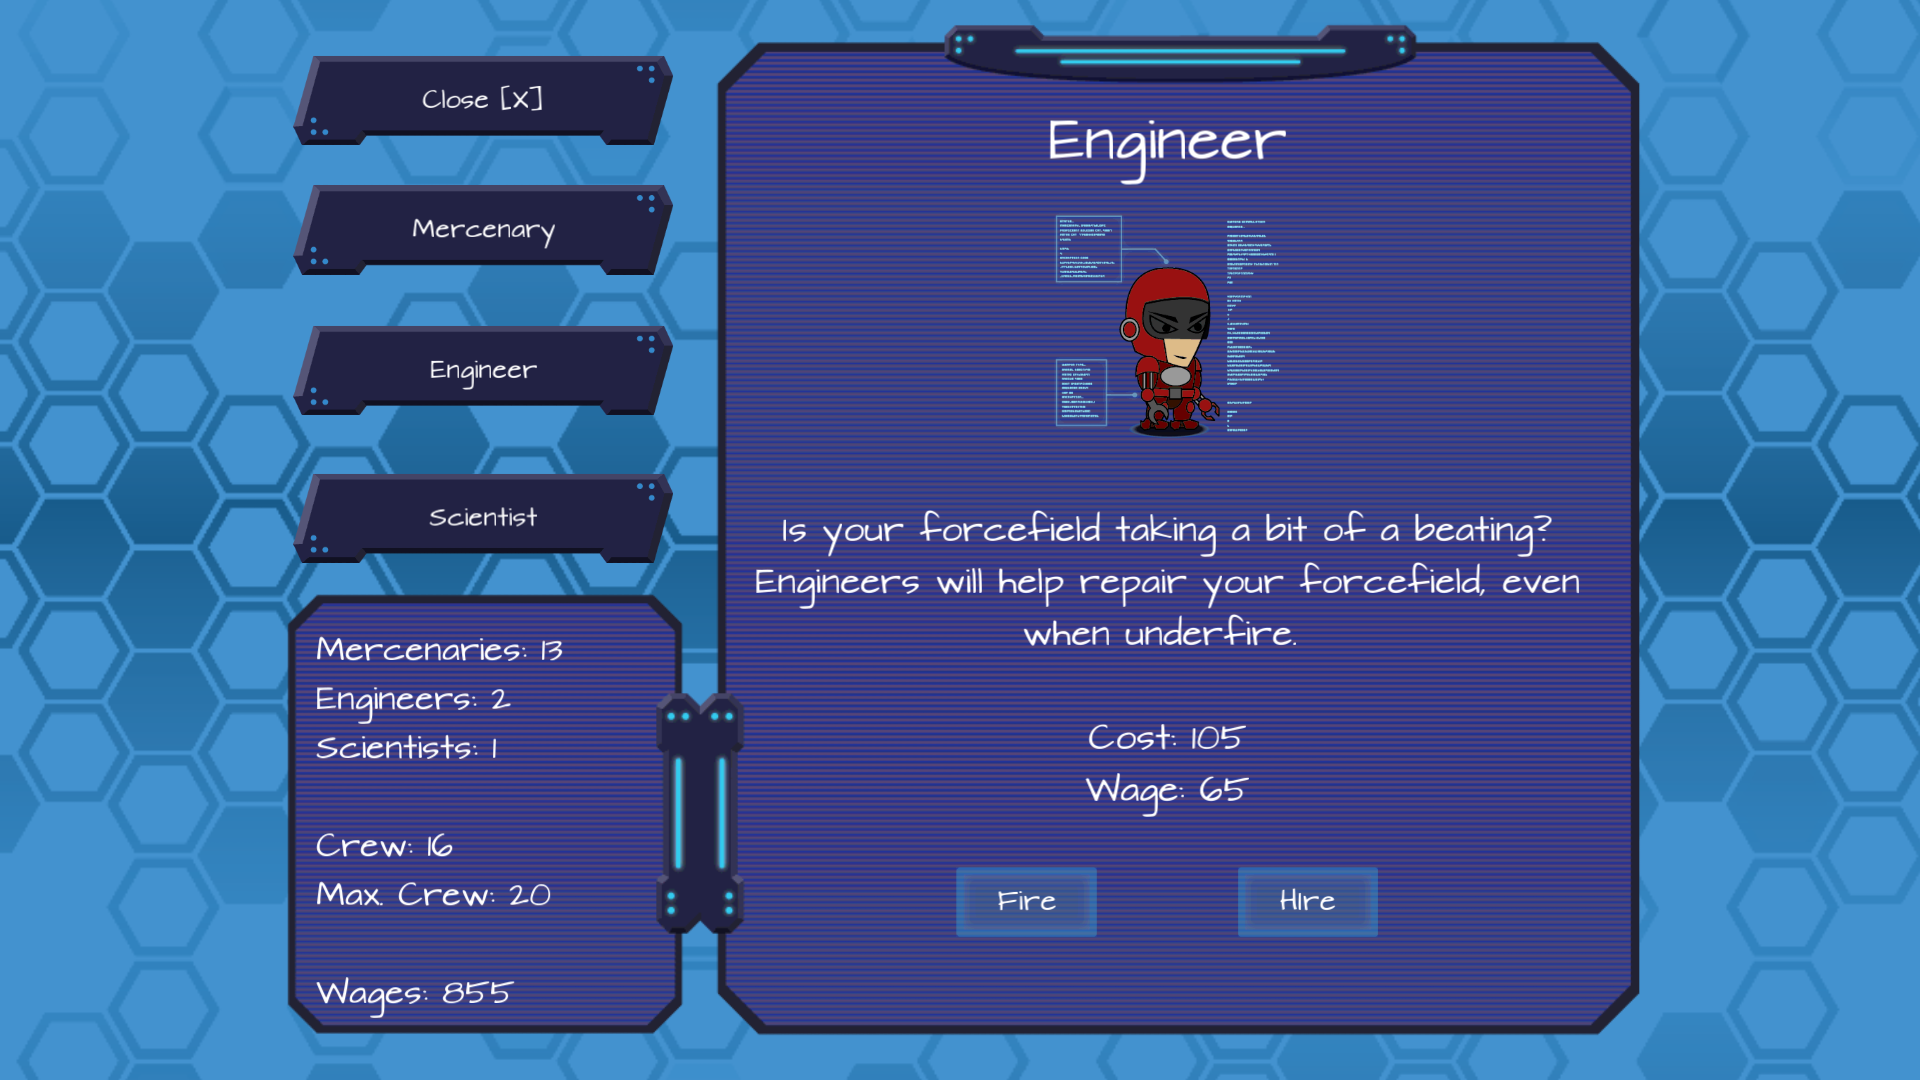 Close [X]
Mercenary
Engineer
Scientist
Mercenaries: 13
Engineers: 2
Scientists: 1
Crew: 16
Max. Crew: 20
Wages: 855
Engineer
Is your forcefield taking a bit of a beating?
Engineers will help repair your forcefield, even
when underfire.
Cost: 105
Wage: 65
Fire
HIre